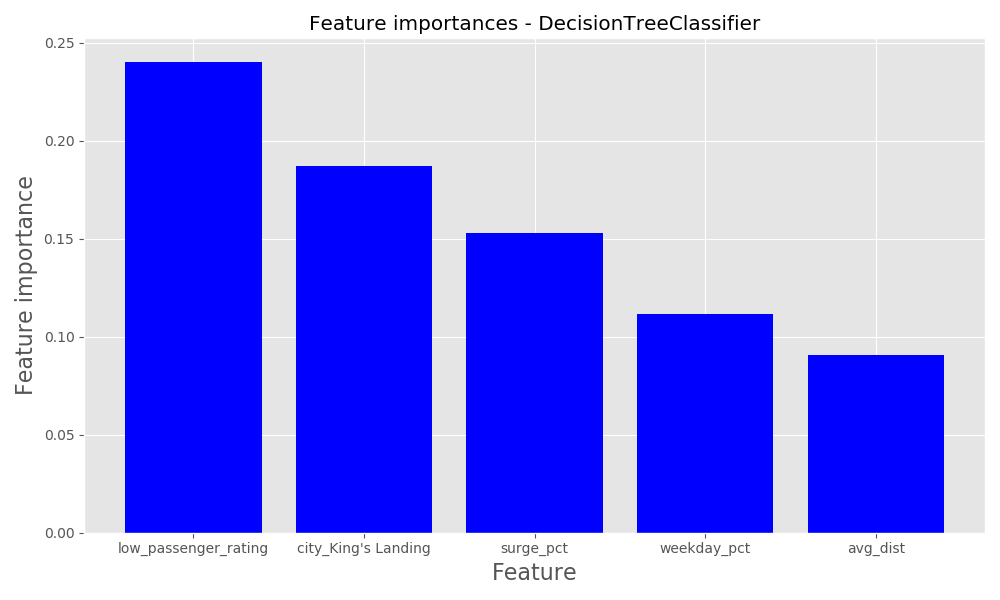 Feature importances - DecisionTreeClassifier
Feature importance
0.25
0.20
0.15
0.10
0.05
0.00
low_passenger_rating
city_King's Landing
surge_pct
weekday_pct
avg_dist
Feature